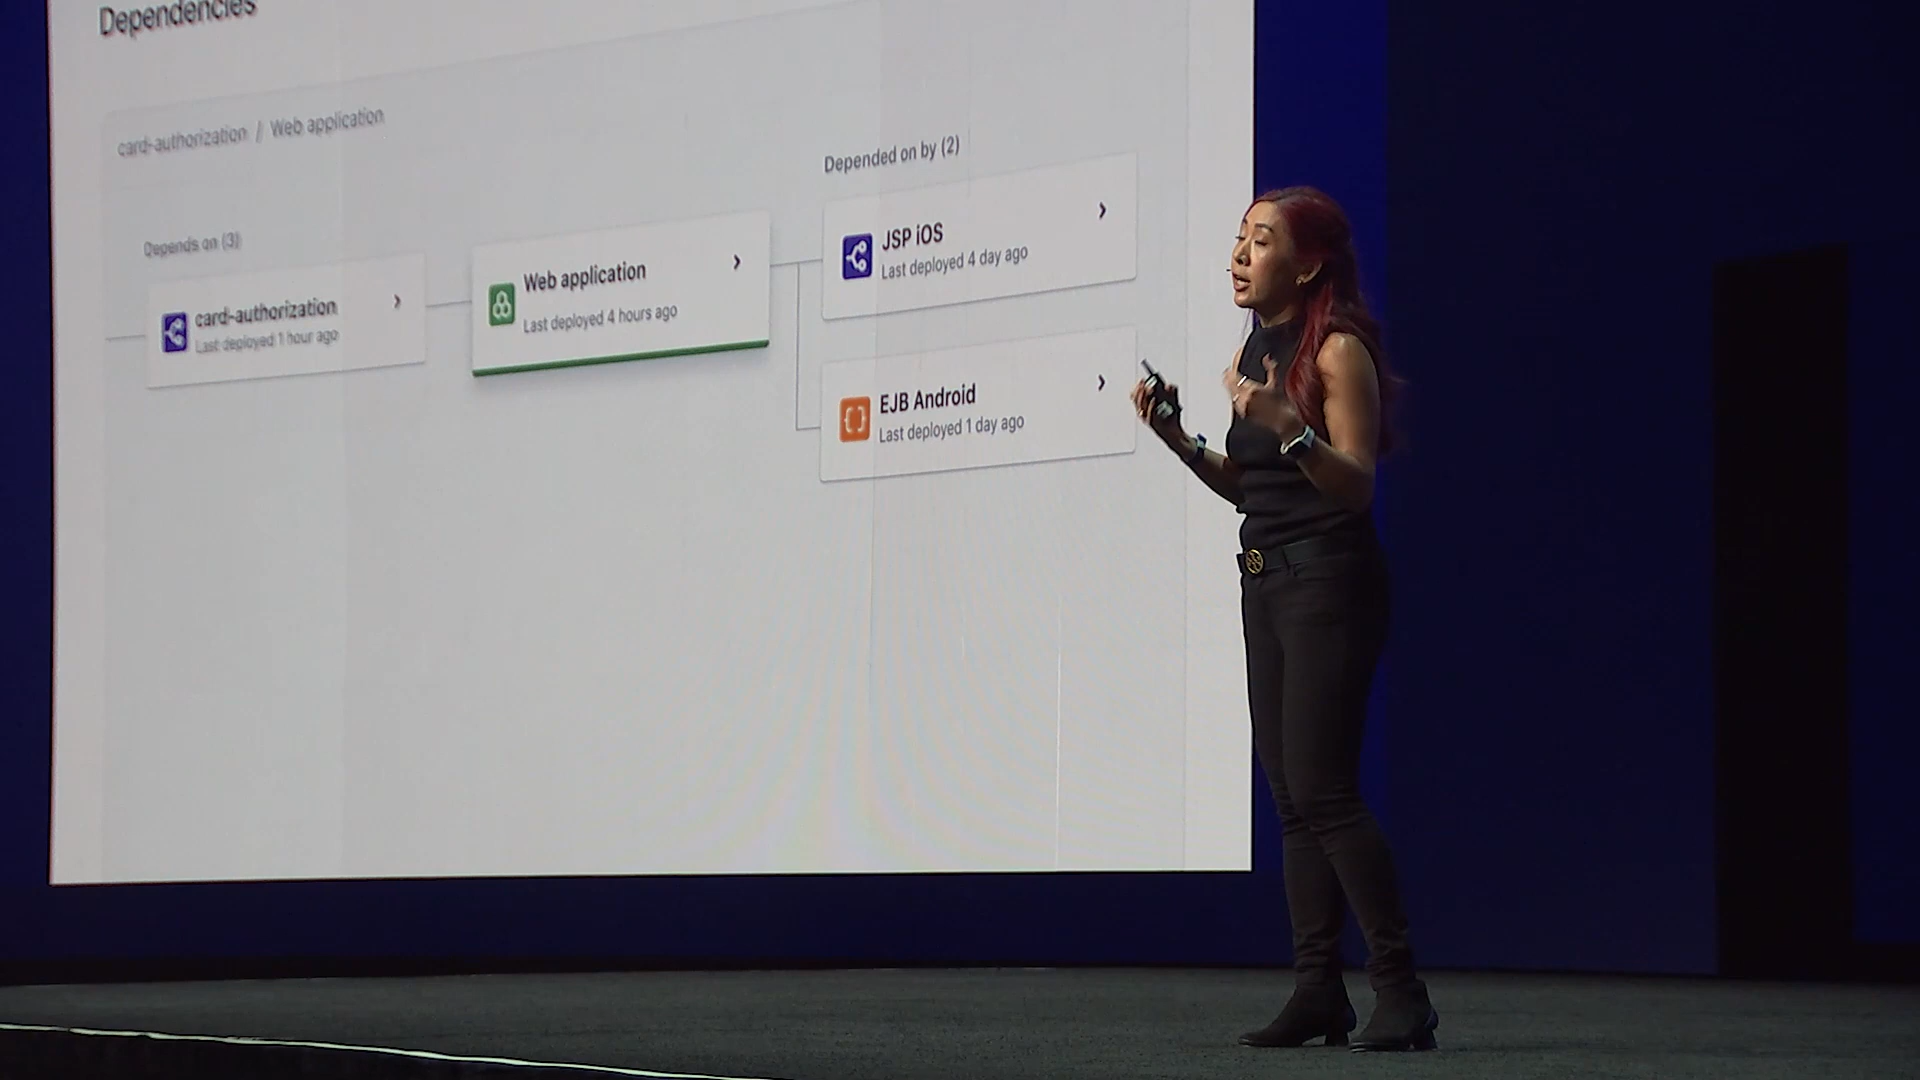 Dependencies
card-authorization / Web application
Depends on (3)
card-authorization
Last deployed 1 hour ago
Web application
Last deployed 4 hours ago
Depended on by (2)
JSP iOS
Last deployed 4 day ago
EJB Android
Last deployed 1 day ago